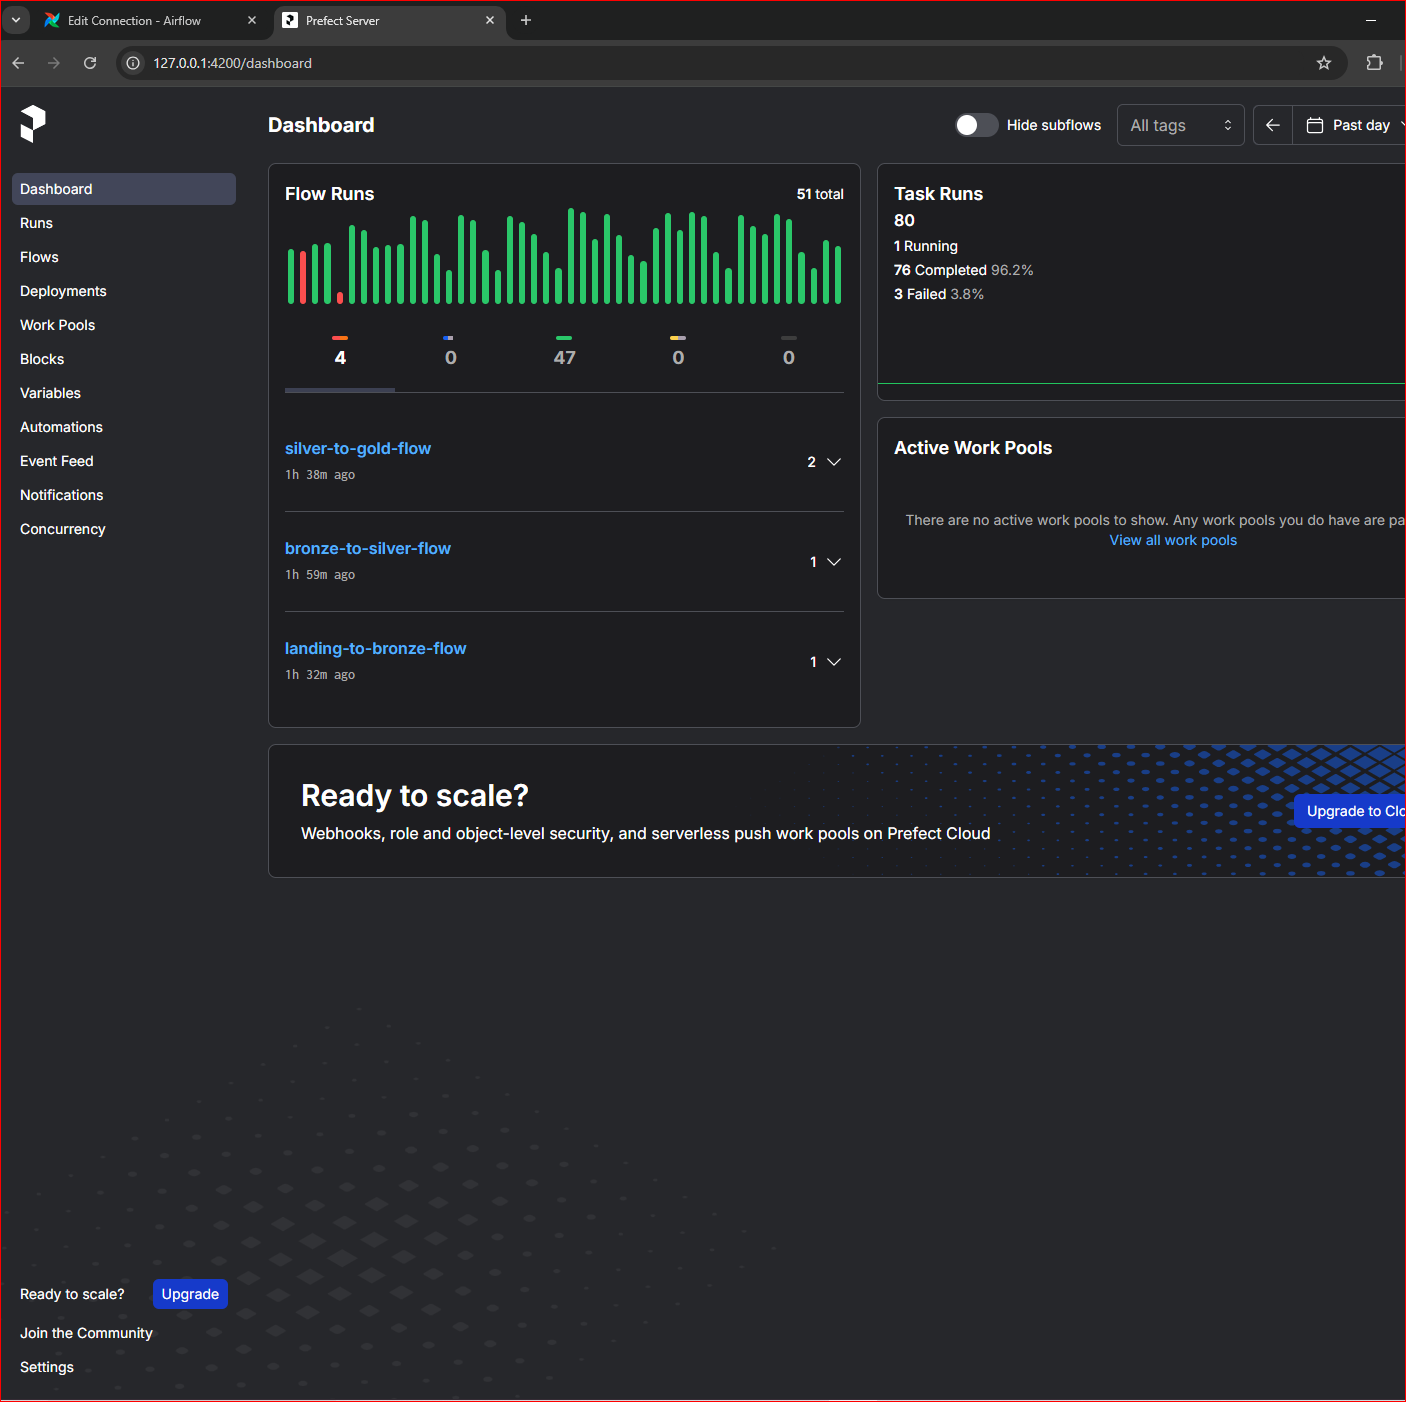 Edit Connection - Airflow
Prefect Server
127.0.0.1:4200/dashboard
Dashboard
Hide subflows
All tags
Past day
Dashboard
Runs
Flows
Deployments
Work Pools
Blocks
Variables
Automations
Event Feed
Notifications
Concurrency
Flow Runs
51 total
4
0
47
0
0
silver-to-gold-flow
1h 38m ago
2
bronze-to-silver-flow
1h 59m ago
1
landing-to-bronze-flow
1h 32m ago
1
Task Runs
80
1 Running
76 Completed 96.2%
3 Failed 3.8%
Active Work Pools
There are no active work pools to show. Any work pools you do have are pa
View all work pools
Ready to scale?
Webhooks, role and object-level security, and serverless push work pools on Prefect Cloud
Upgrade to Clo
Ready to scale?
Upgrade
Join the Community
Settings